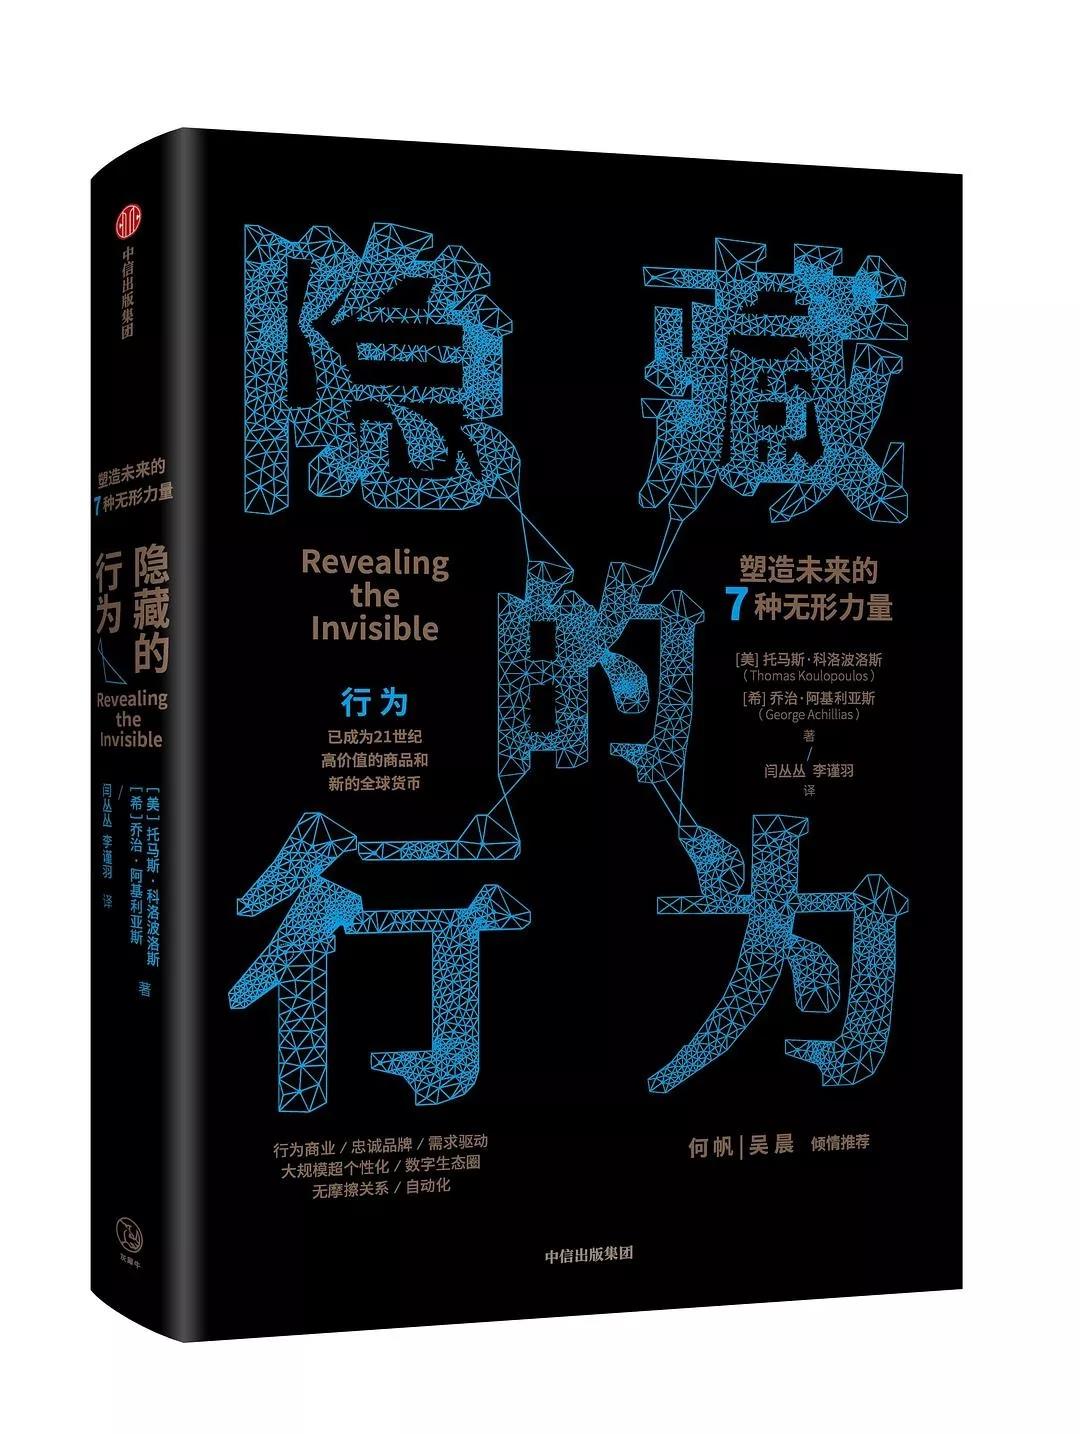 中信出版集团
塑造未来的
7种无形力量
隐藏的
行为
Revealing
the
Invisible
[美]托马斯·科洛波洛斯
[希]乔治·阿基利亚斯
著
/
闫丛丛 李谨羽 译
灰犀牛
隐藏
的
行为
Revealing
the
Invisible
塑造未来的
7种无形力量
[美] 托马斯·科洛波洛斯
(Thomas Koulopoulos)
[希] 乔治·阿基利亚斯
(George Achillias)
著
/
闫丛丛 李谨羽
译
行为
已成为21世纪
高价值的商品和
新的全球货币
行为商业/忠诚品牌/需求驱动
大规模超个性化/数字生态圈
无摩擦关系/自动化
何帆|吴晨 倾情推荐
中信出版集团